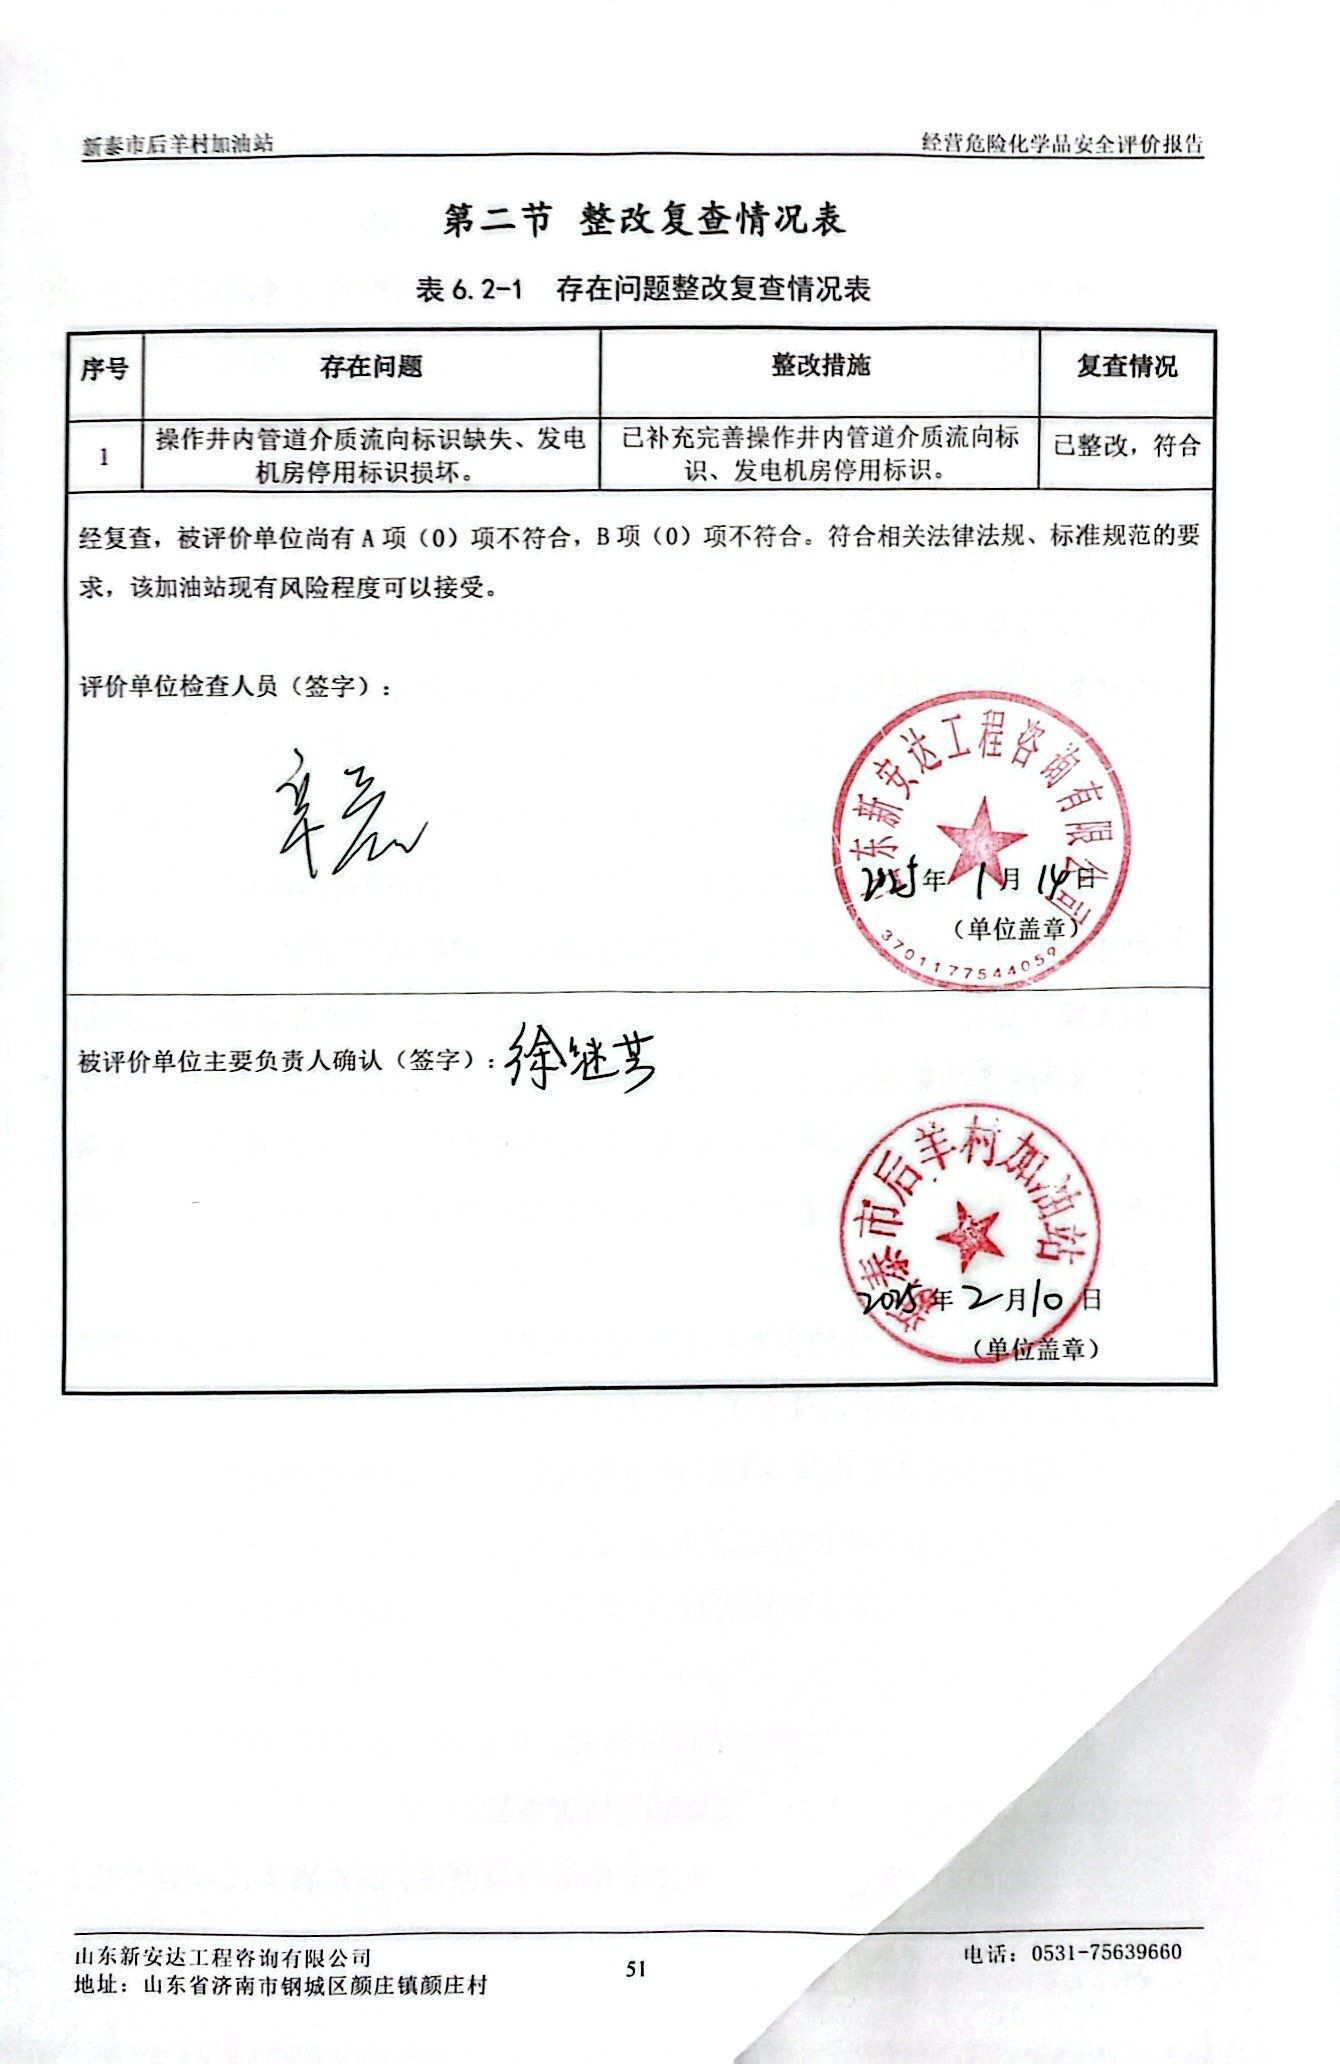 新泰市后羊村加油站
经营危险化学品安全评价报告
第二节 整改复查情况表
表 6.2-1 存在问题整改复查情况表
序号
存在问题
整改措施
复查情况
1
操作井内管道介质流向标识缺失、发电
机房停用标识损坏。
已补充完善操作井内管道介质流向标
识、发电机房停用标识。
已整改，符合
经复查，被评价单位尚有 A 项（0）项不符合，B 项（0）项不符合。符合相关法律法规、标准规范的要
求，该加油站现有风险程度可以接受。
评价单位检查人员（签字）：
山东新安达工程咨询有限公司
2025年1月14日
（单位盖章）
3701177544059
被评价单位主要负责人确认（签字）：徐继芸
新泰市后羊村加油站
2025年2月10日
（单位盖章）
山东新安达工程咨询有限公司
地址：山东省济南市钢城区颜庄镇颜庄村
51
电话：0531-75639660